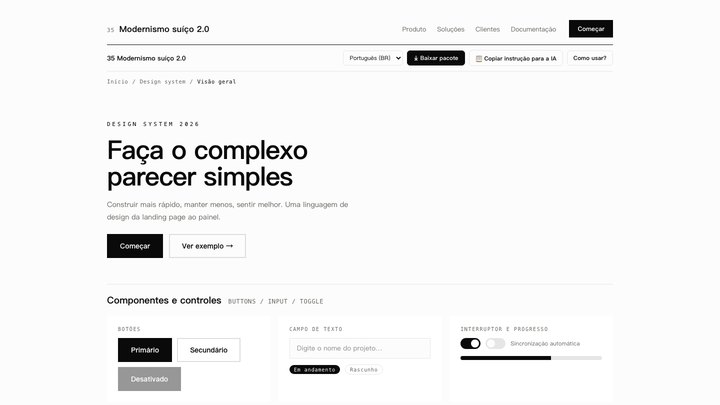 35 Modernismo suíço 2.0
Produto Soluções Clientes Documentação Começar
35 Modernismo suíço 2.0
Português (BR) Baixar pacote Copiar instrução para a IA Como usar?
Início / Design system / Visão geral
DESIGN SYSTEM 2026
Faça o complexo
parecer simples
Construir mais rápido, manter menos, sentir melhor. Uma linguagem de
design da landing page ao painel.
Começar Ver exemplo →
Componentes e controles BUTTONS / INPUT / TOGGLE
BOTÕES
Primário Secundário
Desativado
CAMPO DE TEXTO
Digite o nome do projeto...
Em andamento Rascunho
INTERRUPTOR E PROGRESSO
Sincronização automática